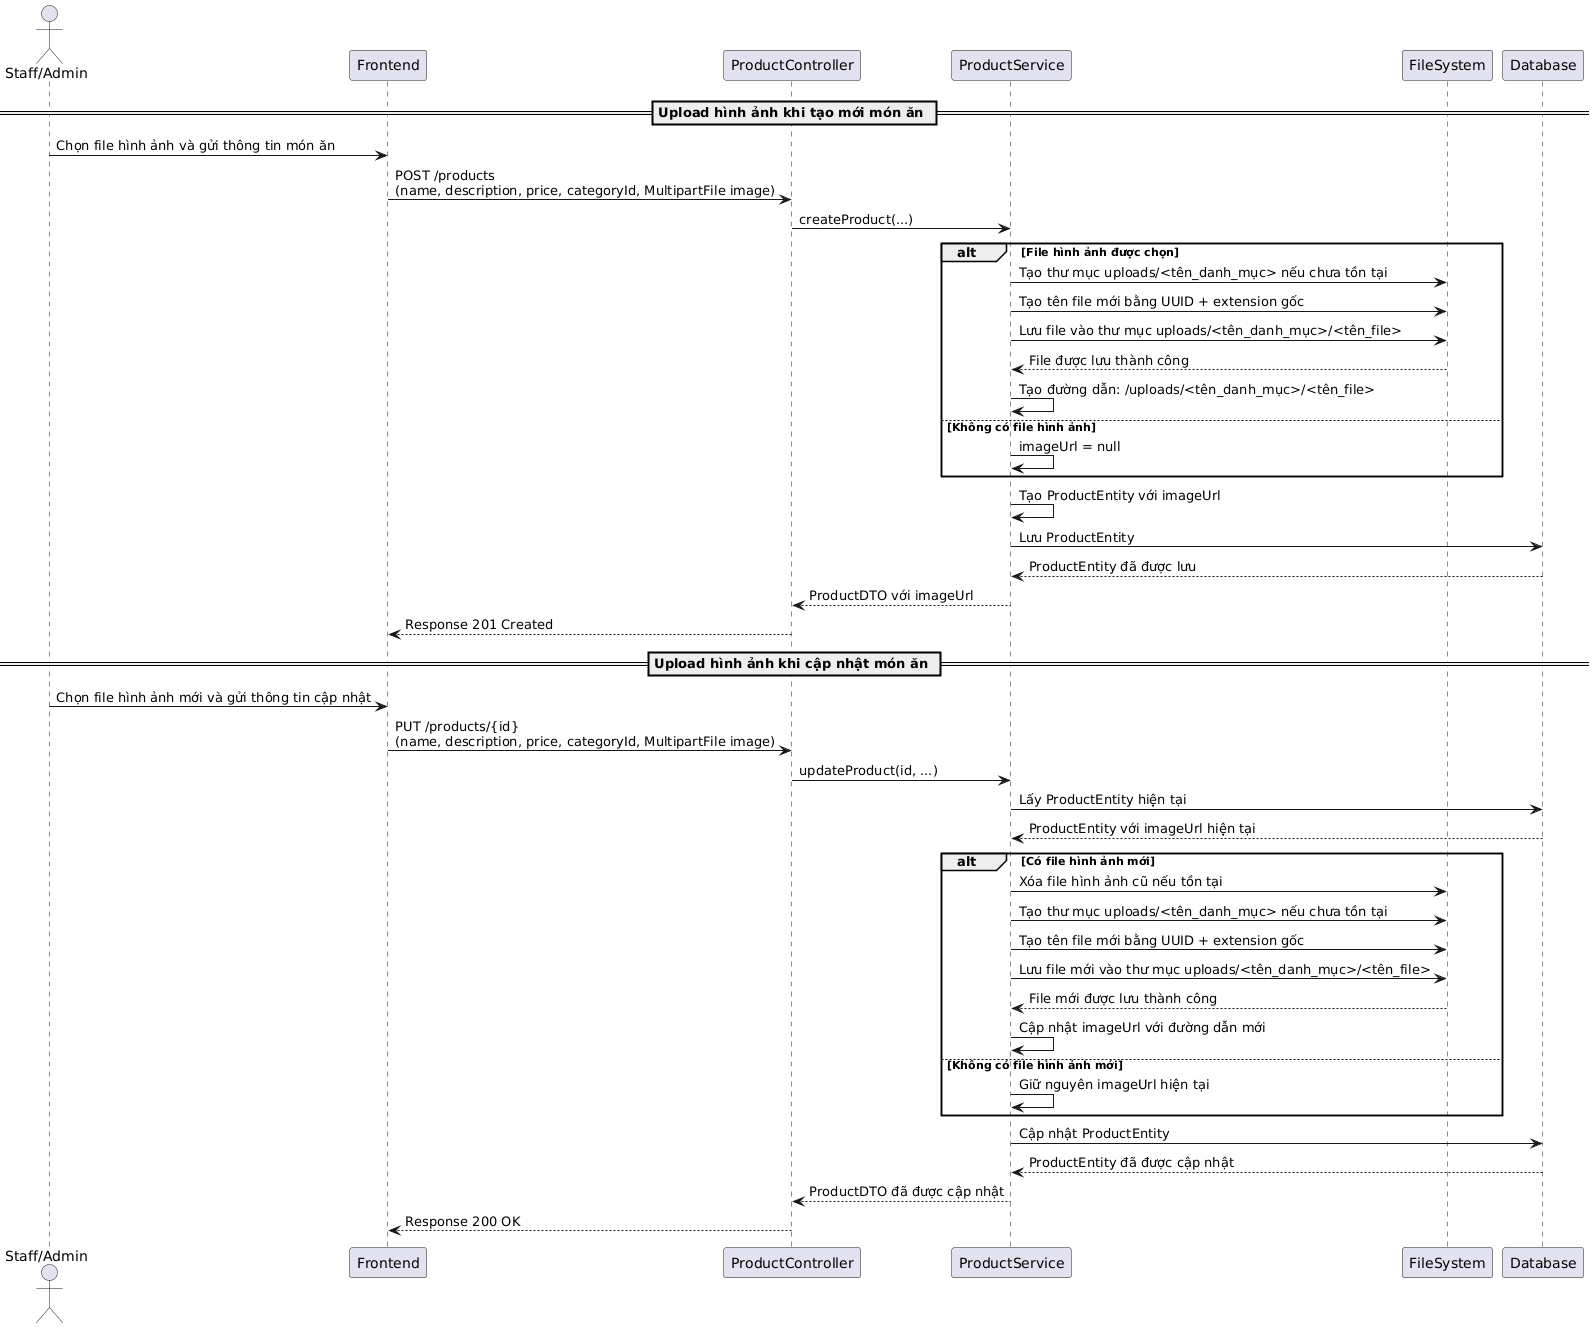 Staff/Admin
Frontend
ProductController
ProductService
FileSystem
Database
Upload hình ảnh khi tạo mới món ăn
Chọn file hình ảnh và gửi thông tin món ăn
POST /products
(name, description, price, categoryId, MultipartFile image)
createProduct(...)
alt
[File hình ảnh được chọn]
Tạo thư mục uploads/<tên_danh_mục> nếu chưa tồn tại
Tạo tên file mới bằng UUID + extension gốc
Lưu file vào thư mục uploads/<tên_danh_mục>/<tên_file>
File được lưu thành công
Tạo đường dẫn: /uploads/<tên_danh_mục>/<tên_file>
[Không có file hình ảnh]
imageUrl = null
Tạo ProductEntity với imageUrl
Lưu ProductEntity
ProductEntity đã được lưu
ProductDTO với imageUrl
Response 201 Created
Upload hình ảnh khi cập nhật món ăn
Chọn file hình ảnh mới và gửi thông tin cập nhật
PUT /products/{id}
(name, description, price, categoryId, MultipartFile image)
updateProduct(id, ...)
Lấy ProductEntity hiện tại
ProductEntity với imageUrl hiện tại
alt
[Có file hình ảnh mới]
Xóa file hình ảnh cũ nếu tồn tại
Tạo thư mục uploads/<tên_danh_mục> nếu chưa tồn tại
Tạo tên file mới bằng UUID + extension gốc
Lưu file mới vào thư mục uploads/<tên_danh_mục>/<tên_file>
File mới được lưu thành công
Cập nhật imageUrl với đường dẫn mới
[Không có file hình ảnh mới]
Giữ nguyên imageUrl hiện tại
Cập nhật ProductEntity
ProductEntity đã được cập nhật
ProductDTO đã được cập nhật
Response 200 OK
Staff/Admin
Frontend
ProductController
ProductService
FileSystem
Database